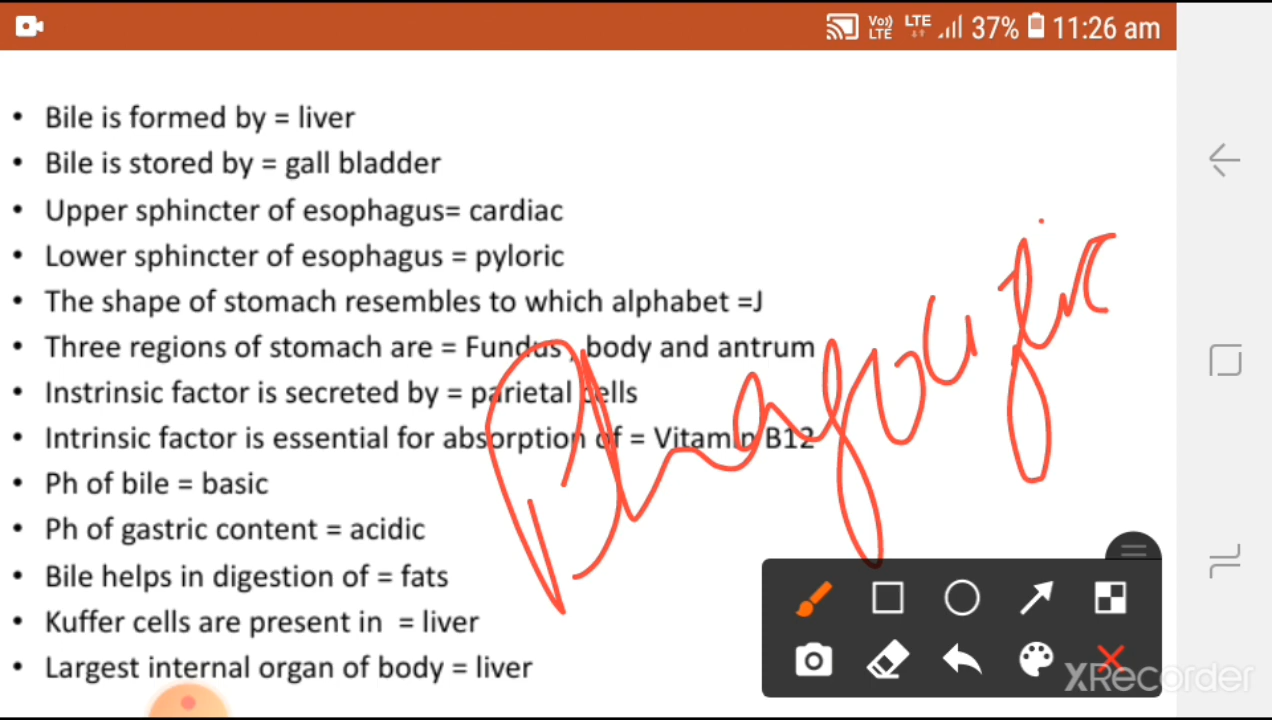 Vo)) LTE LTE 37% 11:26 am
• Bile is formed by = liver
• Bile is stored by = gall bladder
• Upper sphincter of esophagus= cardiac
• Lower sphincter of esophagus = pyloric
• The shape of stomach resembles to which alphabet =J
• Three regions of stomach are = Fundus , body and antrum
• Instrinsic factor is secreted by = parietal cells
• Intrinsic factor is essential for absorption of = Vitamin B12
• Ph of bile = basic
• Ph of gastric content = acidic
• Bile helps in digestion of = fats
• Kuffer cells are present in = liver
• Largest internal organ of body = liver
XRecorder